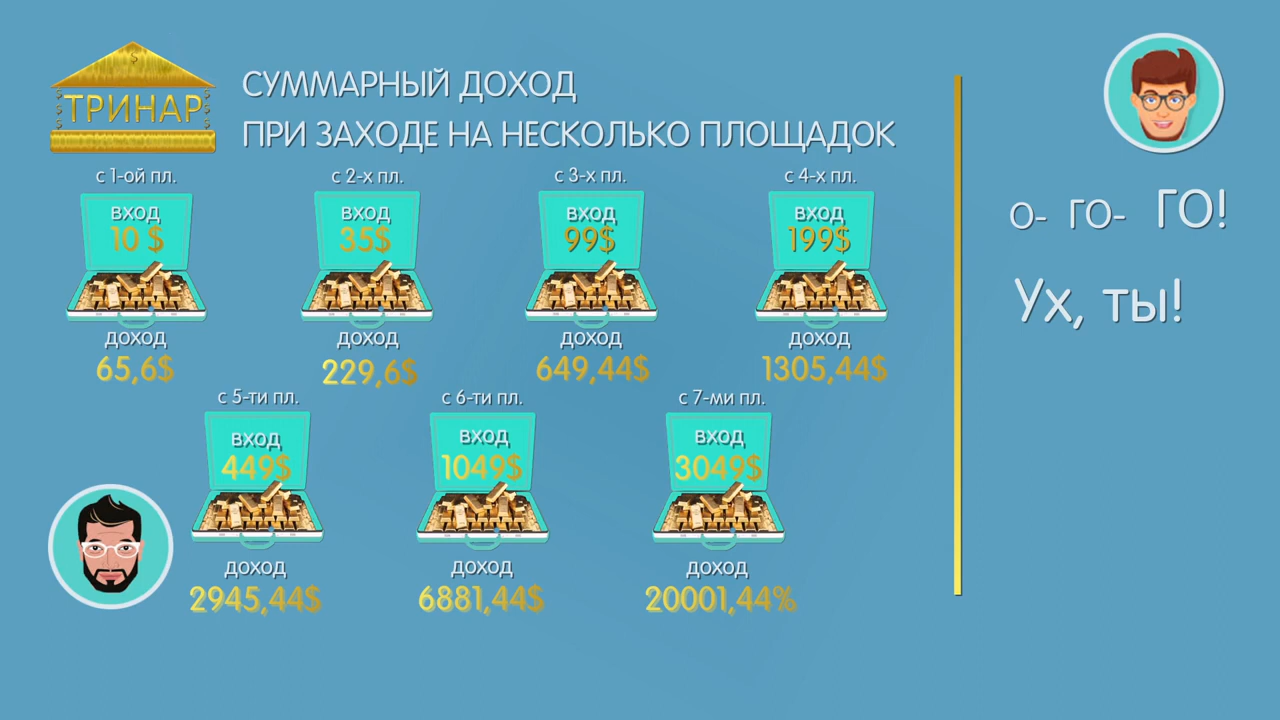 ТРИНАР
СУММАРНЫЙ ДОХОД
ПРИ ЗАХОДЕ НА НЕСКОЛЬКО ПЛОЩАДОК
с 1-ой пл.
ВХОД
10 $
ДОХОД
65,6$
с 2-х пл.
ВХОД
35$
ДОХОД
229,6$
с 3-х пл.
ВХОД
99$
ДОХОД
649,44$
с 4-х пл.
ВХОД
199$
ДОХОД
1305,44$
с 5-ти пл.
ВХОД
449$
ДОХОД
2945,44$
с 6-ти пл.
ВХОД
1049$
ДОХОД
6881,44$
с 7-ми пл.
ВХОД
3049$
ДОХОД
20001,44%
О- ГО- ГО!
Ух, ты!